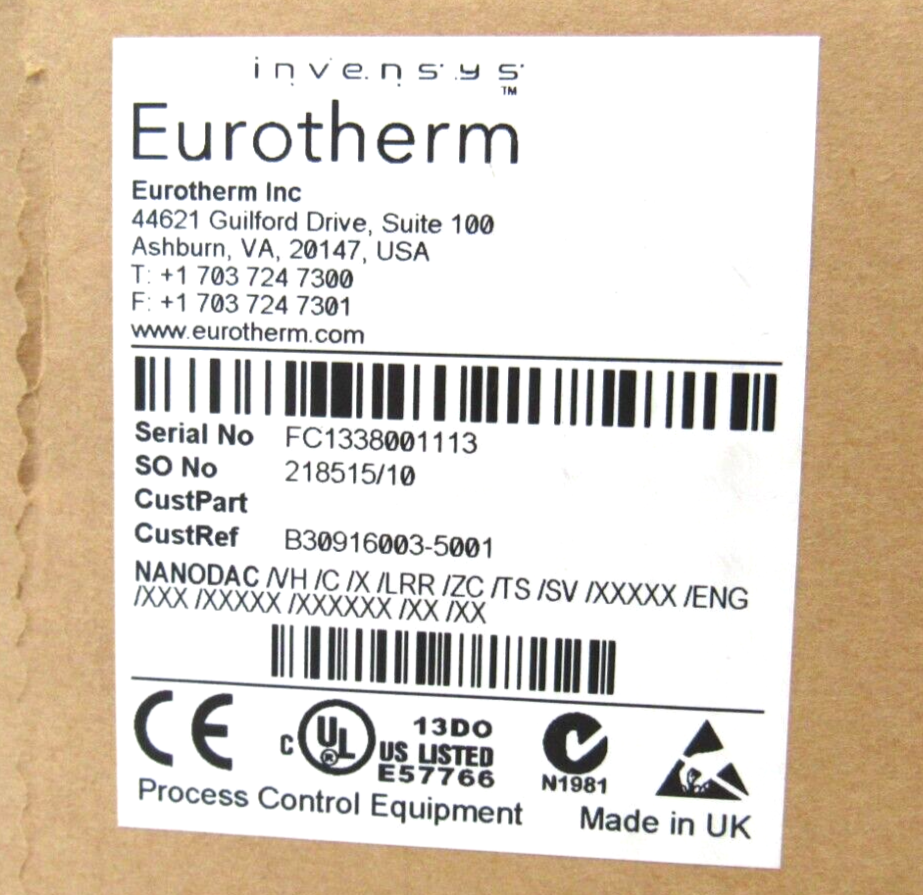 invensys
TM
Eurotherm
Eurotherm Inc
44621 Guilford Drive, Suite 100
Ashburn, VA, 20147, USA
T: +1 703 724 7300
F: +1 703 724 7301
www.eurotherm.com
Serial No FC1338001113
SO No 218515/10
CustPart
CustRef B30916003-5001
NANODAC /VH /C /X /LRR /ZC /TS /SV /XXXXX /ENG
/XXX /XXXXX /XXXXXX /XX /XX
CE
C UL ® US LISTED
13DO
E57766
N1981
Process Control Equipment
Made in UK